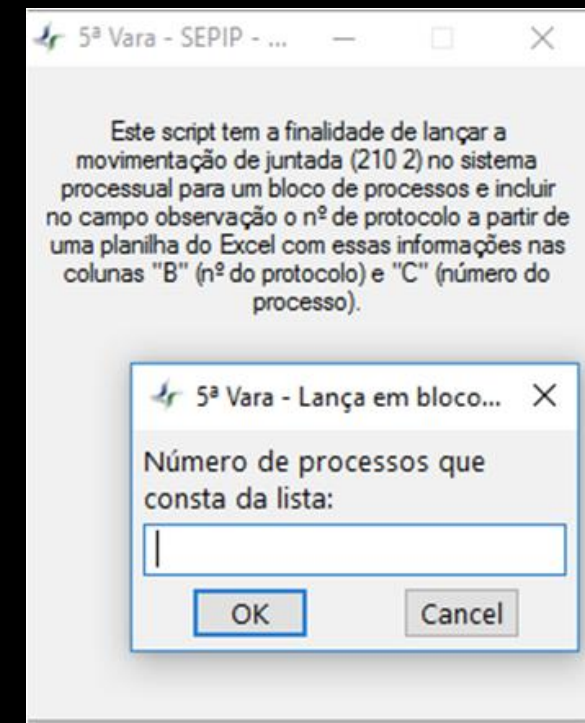 5ª Vara - SEPIP - ...
Este script tem a finalidade de lançar a
movimentação de juntada (210 2) no sistema
processual para um bloco de processos e incluir
no campo observação o nº de protocolo a partir de
uma planilha do Excel com essas informações nas
colunas "B" (nº do protocolo) e "C" (número do
processo).
5ª Vara - Lança em bloco...
Número de processos que
consta da lista:
OK Cancel